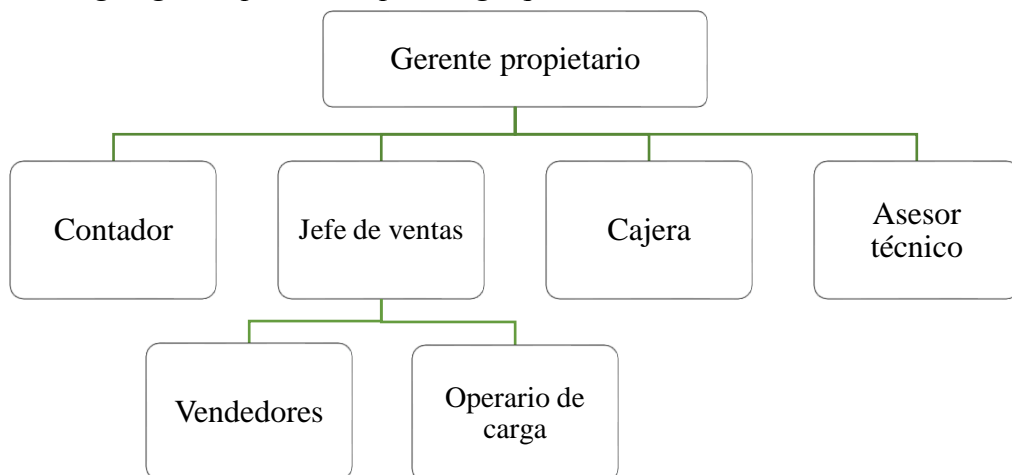 Gerente propietario
Contador
Jefe de ventas
Cajera
Asesor
técnico
Vendedores
Operario de
carga